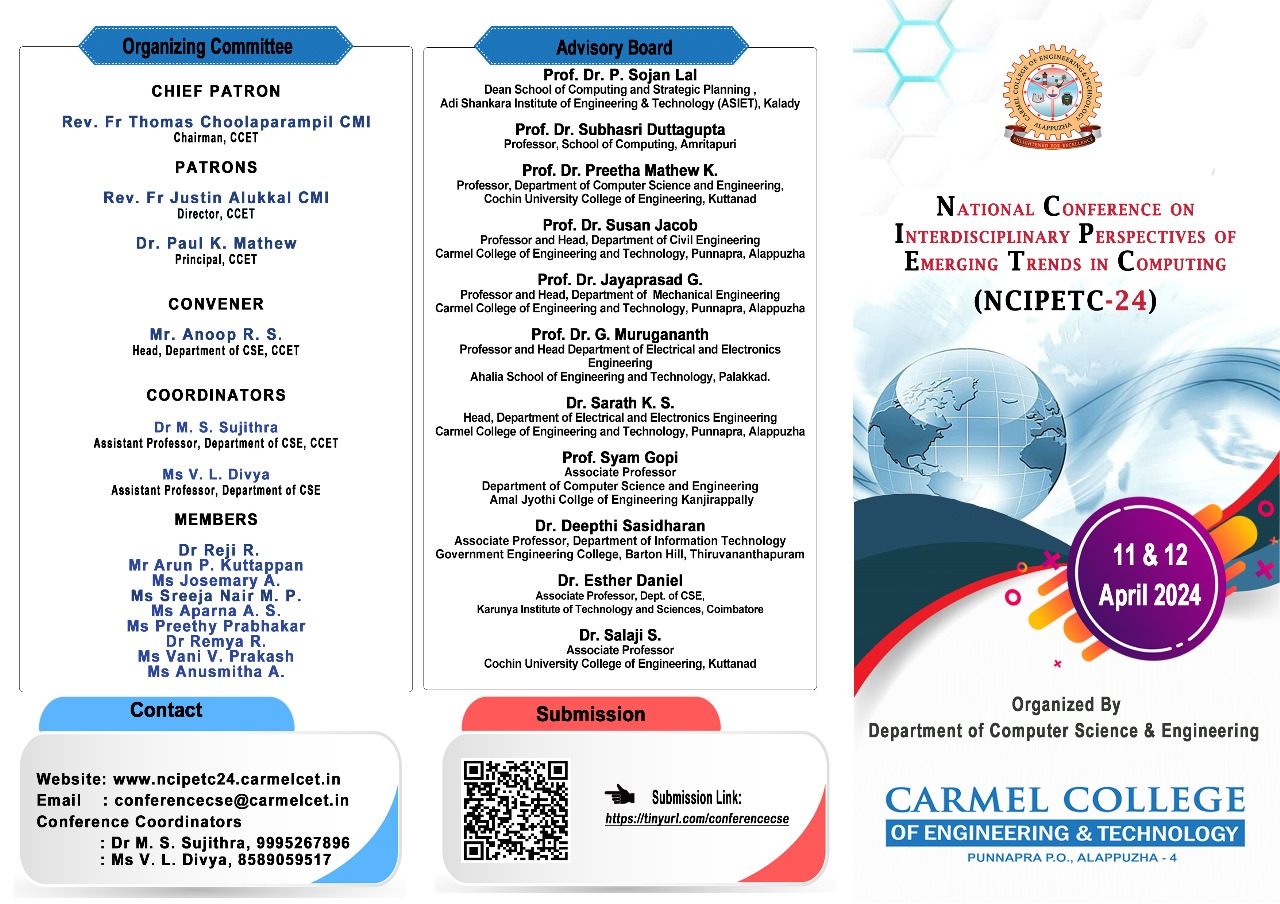 Organizing Committee
CHIEF PATRON
Rev. Fr Thomas Choolaparampil CMI
Chairman, CCET
PATRONS
Rev. Fr Justin Alukkal CMI
Director, CCET
Dr. Paul K. Mathew
Principal, CCET
CONVENER
Mr. Anoop R. S.
Head, Department of CSE, CCET
COORDINATORS
Dr M. S. Sujithra
Assistant Professor, Department of CSE, CCET
Ms V. L. Divya
Assistant Professor, Department of CSE
MEMBERS
Dr Reji R.
Mr Arun P. Kuttappan
Ms Josemary A.
Ms Sreeja Nair M. P.
Ms Aparna A. S.
Ms Preethy Prabhakar
Dr Remya R.
Ms Vani V. Prakash
Ms Anusmitha A.
Contact
Website: www.ncipetc24.carmelcet.in
Email : conferencecse@carmelcet.in
Conference Coordinators
: Dr M. S. Sujithra, 9995267896
: Ms V. L. Divya, 8589059517
Advisory Board
Prof. Dr. P. Sojan Lal
Dean School of Computing and Strategic Planning ,
Adi Shankara Institute of Engineering & Technology (ASIET), Kalady
Prof. Dr. Subhasri Duttagupta
Professor, School of Computing, Amritapuri
Prof. Dr. Preetha Mathew K.
Professor, Department of Computer Science and Engineering,
Cochin University College of Engineering, Kuttanad
Prof. Dr. Susan Jacob
Professor and Head, Department of Civil Engineering
Carmel College of Engineering and Technology, Punnapra, Alappuzha
Prof. Dr. Jayaprasad G.
Professor and Head, Department of Mechanical Engineering
Carmel College of Engineering and Technology, Punnapra, Alappuzha
Prof. Dr. G. Murugananth
Professor and Head Department of Electrical and Electronics
Engineering
Ahalia School of Engineering and Technology, Palakkad.
Dr. Sarath K. S.
Head, Department of Electrical and Electronics Engineering
Carmel College of Engineering and Technology, Punnapra, Alappuzha
Prof. Syam Gopi
Associate Professor
Department of Computer Science and Engineering
Amal Jyothi Collge of Engineering Kanjirappally
Dr. Deepthi Sasidharan
Associate Professor, Department of Information Technology
Government Engineering College, Barton Hill, Thiruvananthapuram
Dr. Esther Daniel
Associate Professor, Dept. of CSE,
Karunya Institute of Technology and Sciences, Coimbatore
Dr. Salaji S.
Associate Professor
Cochin University College of Engineering, Kuttanad
Submission
Submission Link:
https://tinyurl.com/conferencecse
CARMEL COLLEGE OF ENGINEERING & TECHNOLOGY
ALAPPUZHA
ENLIGHTENED FOR EXCELLENCE
NATIONAL CONFERENCE ON
INTERDISCIPLINARY PERSPECTIVES OF
EMERGING TRENDS IN COMPUTING
(NCIPETC-24)
11 & 12
April 2024
Organized By
Department of Computer Science & Engineering
CARMEL COLLEGE
OF ENGINEERING & TECHNOLOGY
PUNNAPRA P.O., ALAPPUZHA - 4